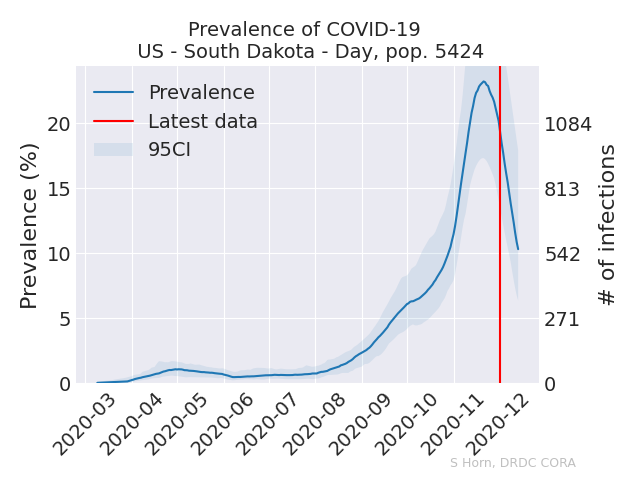 Prevalence of COVID-19
US - South Dakota - Day, pop. 5424
Prevalence
Latest data
95CI
Prevalence (%)
20
15
10
5
0
1084
813
542
271
0
# of infections
2020-03
2020-04
2020-05
2020-06
2020-07
2020-08
2020-09
2020-10
2020-11
2020-12
S Horn, DRDC CORA